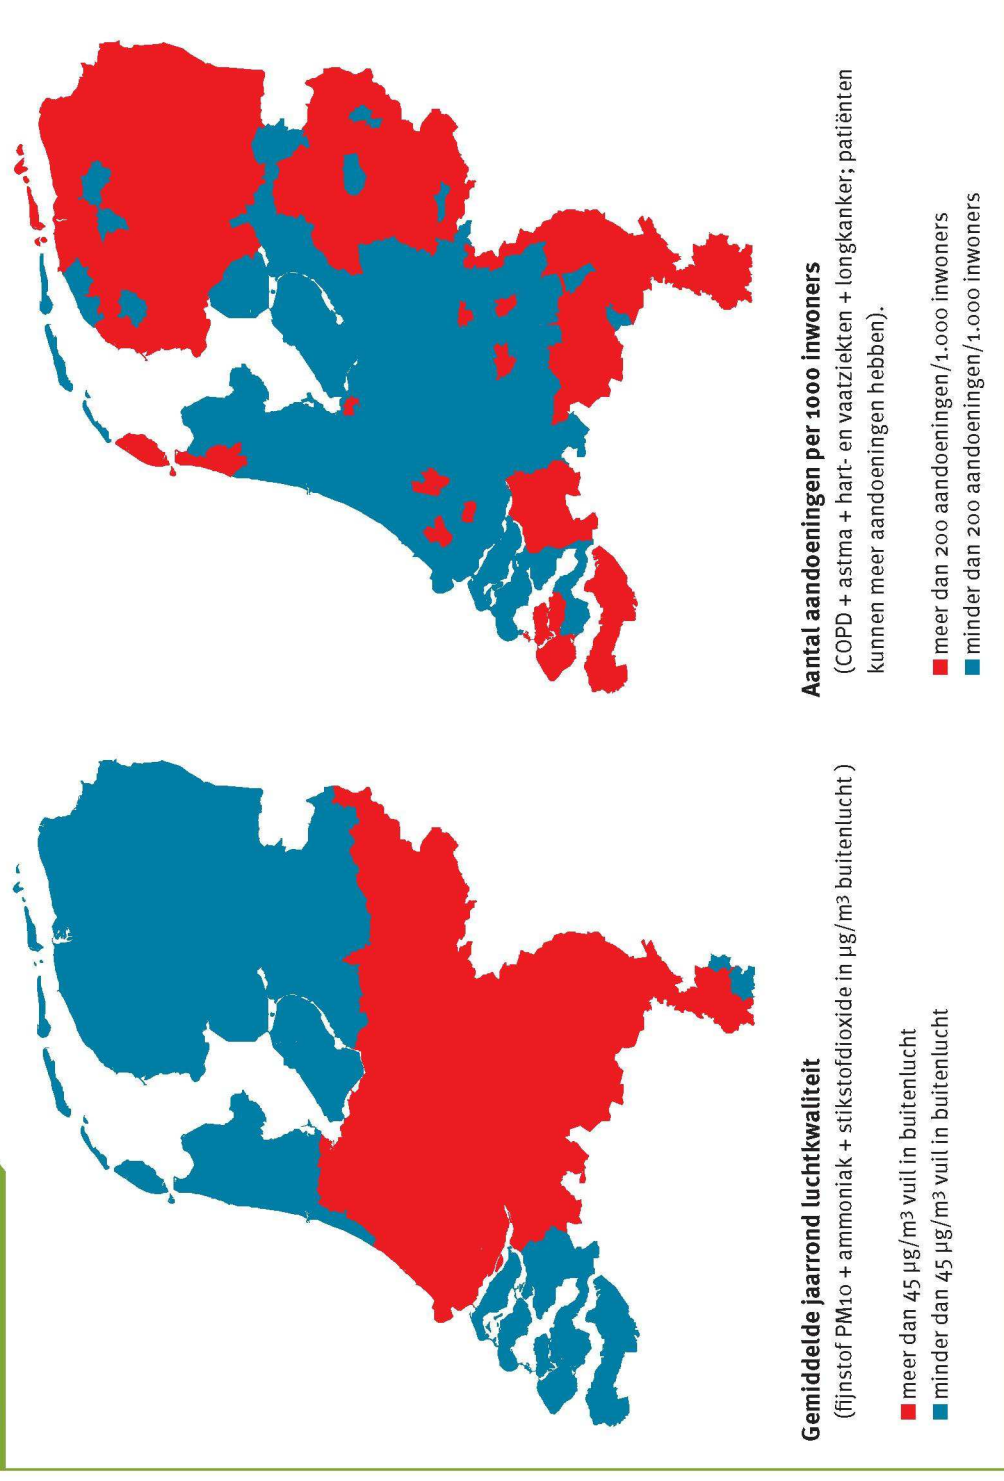 Gemiddelde jaarrond luchtkwaliteit
(fijnstof PM10 + ammoniak + stikstofdioxide in µg/m3 buitenlucht )
meer dan 45 µg/m3 vuil in buitenlucht
minder dan 45 µg/m3 vuil in buitenlucht
Aantal aandoeningen per 1000 inwoners
(COPD + astma + hart- en vaatziekten + longkanker; patiënten
kunnen meer aandoeningen hebben).
meer dan 200 aandoeningen/1.000 inwoners
minder dan 200 aandoeningen/1.000 inwoners